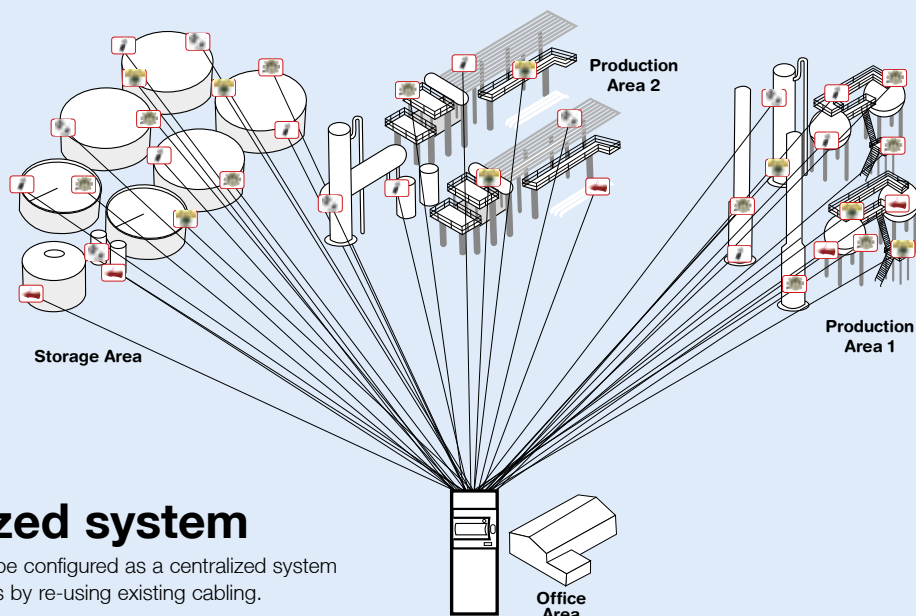 Production
Area 2
Storage Area
Production
Area 1
zed system
be configured as a centralized system
s by re-using existing cabling.
Office
Area